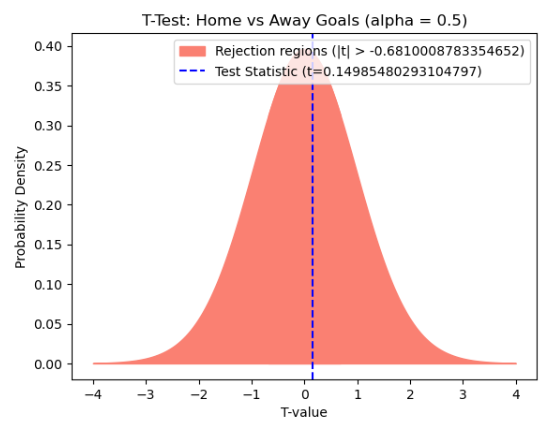 T-Test: Home vs Away Goals (alpha = 0.5)
Rejection regions (|t| > -0.6810008783354652)
Test Statistic (t=0.14985480293104797)
0.40
0.35
0.30
0.25
0.20
0.15
0.10
0.05
0.00
Probability Density
−4 −3 −2 −1 0 1 2 3 4
T-value